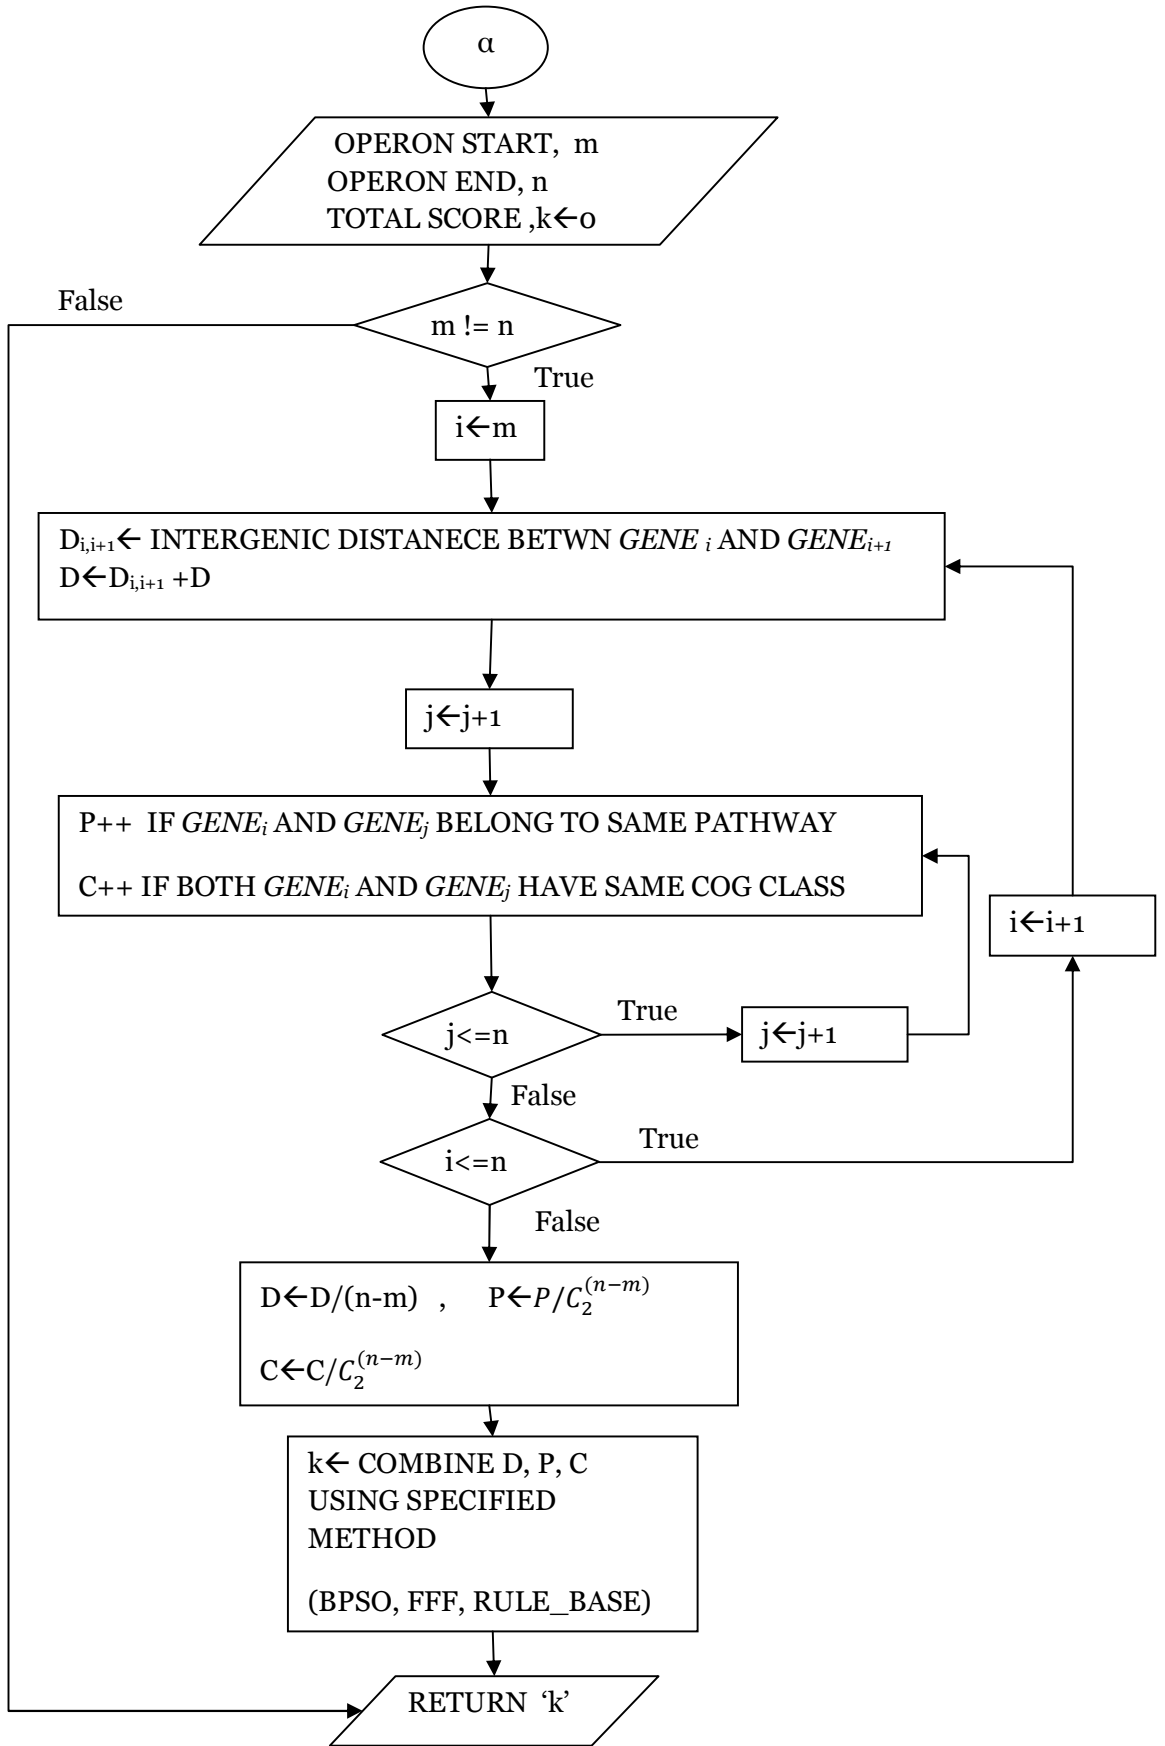 α
OPERON START, m
OPERON END, n
TOTAL SCORE ,k←0
False
m != n
True
i←m
Di,i+1← INTERGENIC DISTANECE BETWN GENE i AND GENEi+1
D←Di,i+1 +D
j←j+1
P++ IF GENEi AND GENEj BELONG TO SAME PATHWAY
C++ IF BOTH GENEi AND GENEj HAVE SAME COG CLASS
i←i+1
j<=n
True
j←j+1
False
i<=n
True
False
D←D/(n-m) , P←P/C₂^(n−m)
C←C/C₂^(n−m)
k← COMBINE D, P, C
USING SPECIFIED
METHOD
(BPSO, FFF, RULE_BASE)
RETURN ‘k’